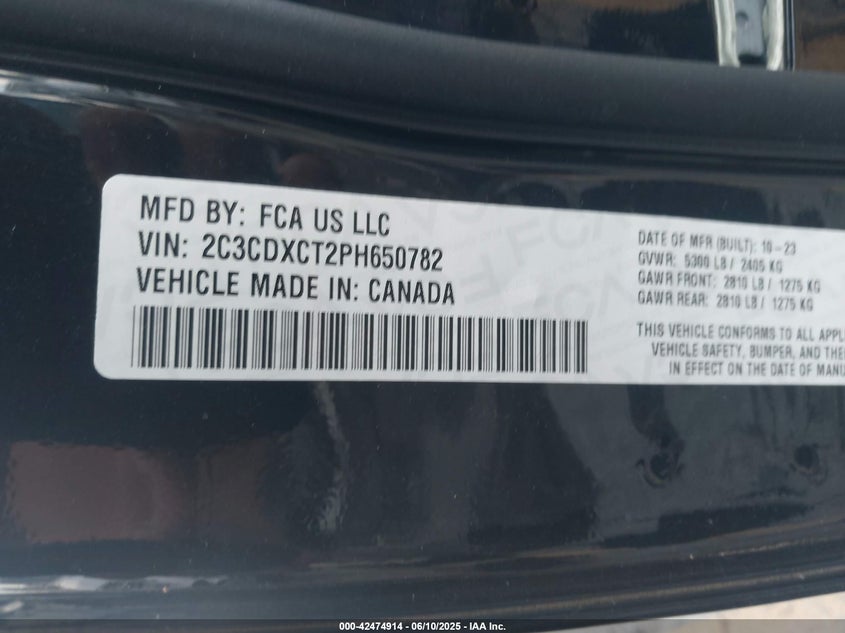 MFD BY: FCA US LLC
VIN: 2C3CDXCT2PH650782
VEHICLE MADE IN: CANADA
DATE OF MFR (BUILT): 10-23
GVWR: 5300 LB / 2405 KG
GAWR FRONT: 2810 LB / 1275 KG
GAWR REAR: 2810 LB / 1275 KG
THIS VEHICLE CONFORMS TO ALL APPL
VEHICLE SAFETY, BUMPER, AND THE
IN EFFECT ON THE DATE OF MANU
000-42474914 - 06/10/2025 - IAA Inc.